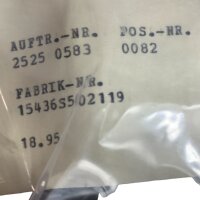 AUFTR.-NR. POS.-NR.
2525 0583 0082
FABRIK-NR.
15436S502119
18.95